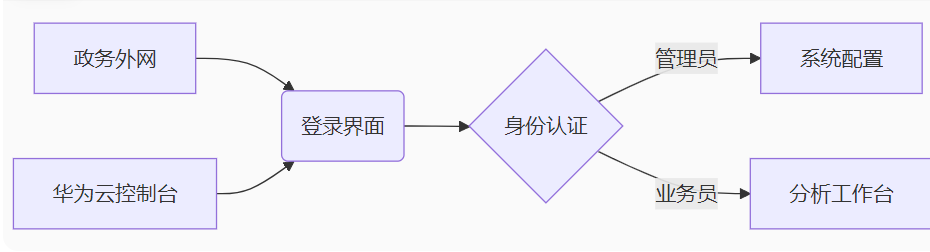 政务外网
华为云控制台
登录界面
身份认证
管理员
业务员
系统配置
分析工作台